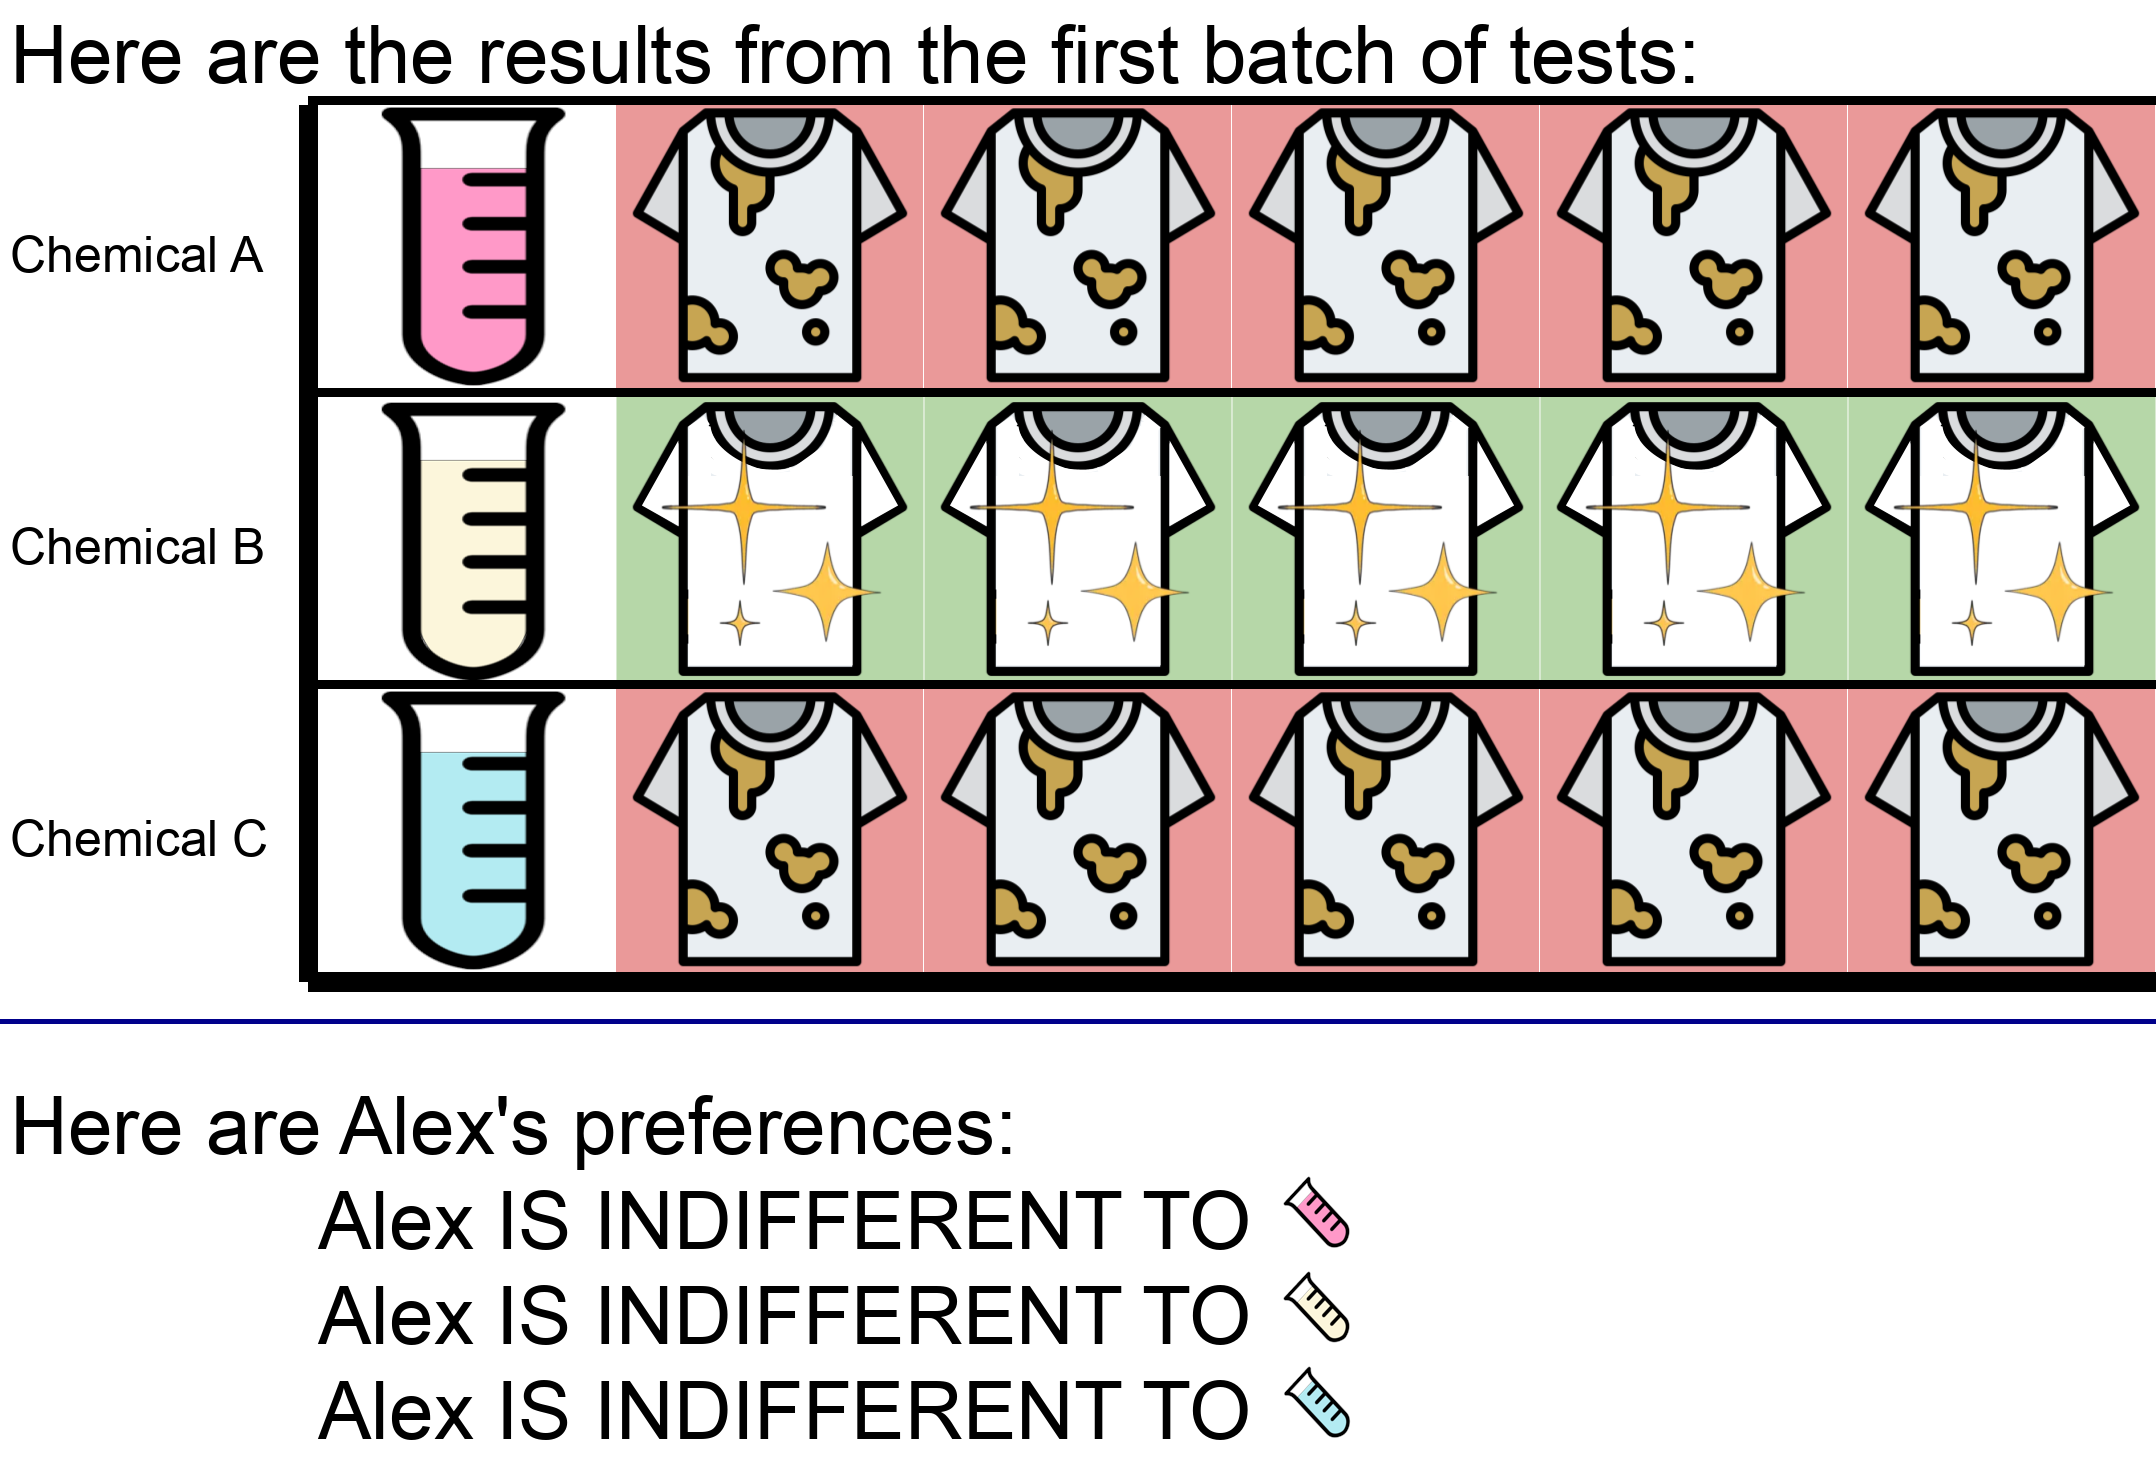 Here are the results from the first batch of tests:
Chemical A
Chemical B
Chemical C
Here are Alex's preferences:
Alex IS INDIFFERENT TO
Alex IS INDIFFERENT TO
Alex IS INDIFFERENT TO